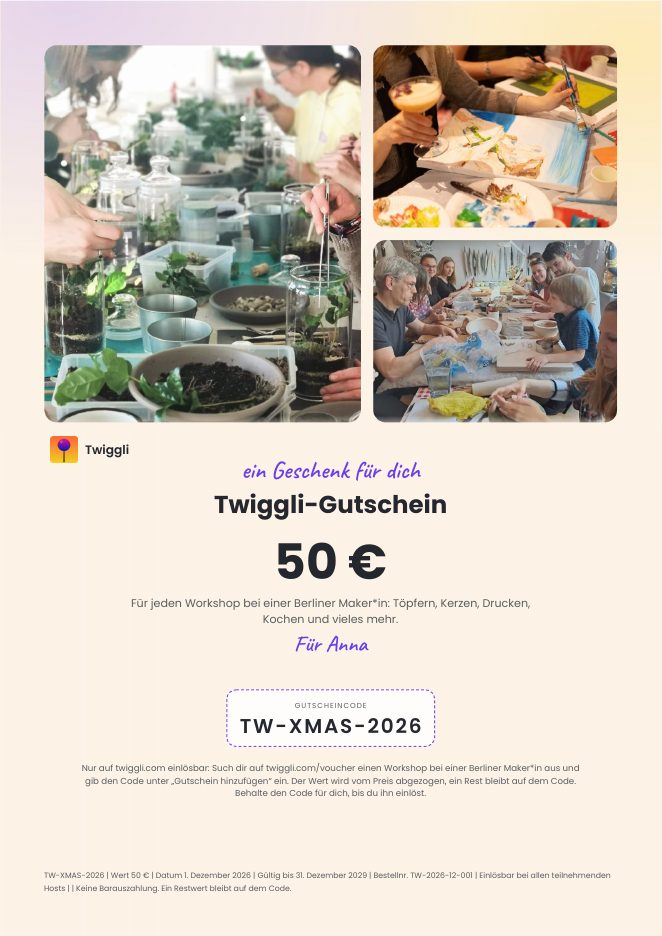 Twiggli
ein Geschenk für dich
Twiggli-Gutschein
50 €
Für jeden Workshop bei einer Berliner Maker*in: Töpfern, Kerzen, Drucken,
Kochen und vieles mehr.
Für Anna
GUTSCHEINCODE
TW-XMAS-2026
Nur auf twiggli.com einlösbar: Such dir auf twiggli.com/voucher einen Workshop bei einer Berliner Maker*in aus und
gib den Code unter „Gutschein hinzufügen“ ein. Der Wert wird vom Preis abgezogen, ein Rest bleibt auf dem Code.
Behalte den Code für dich, bis du ihn einlöst.
TW-XMAS-2026 | Wert 50 € | Datum 1. Dezember 2026 | Gültig bis 31. Dezember 2029 | Bestellnr. TW-2026-12-001 | Einlösbar bei allen teilnehmenden
Hosts | | Keine Barauszahlung. Ein Restwert bleibt auf dem Code.